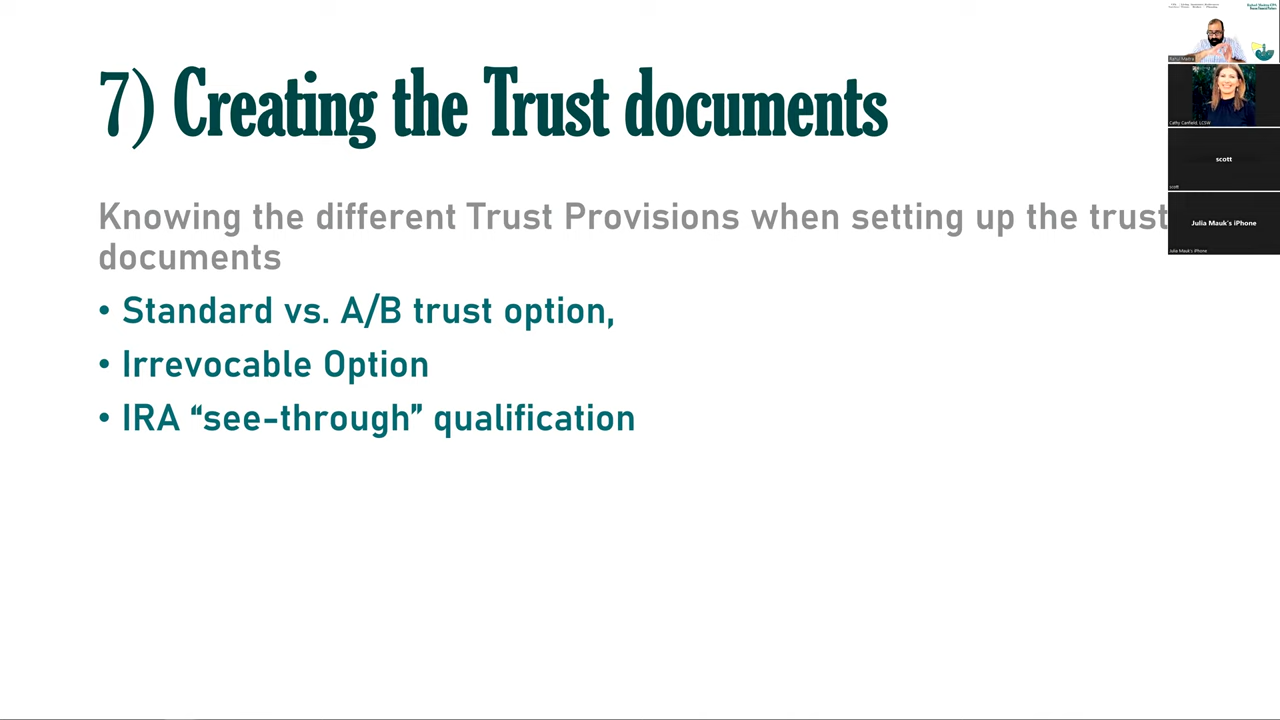 7) Creating the Trust documents
Knowing the different Trust Provisions when setting up the trust
documents
• Standard vs. A/B trust option,
• Irrevocable Option
• IRA “see-through” qualification
Cathy Canfield, LCSW
scott
scott
Julia Mauk's iPhone
Julia Mauk's iPhone